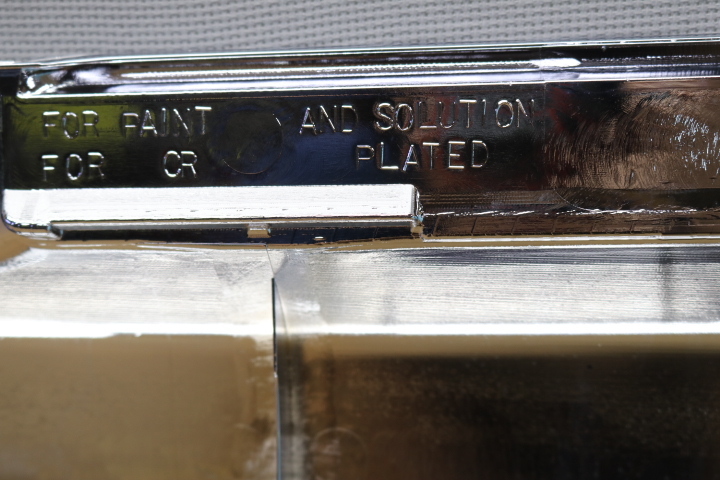 FOR PAINT AND SOLUTION
FOR CR PLATED